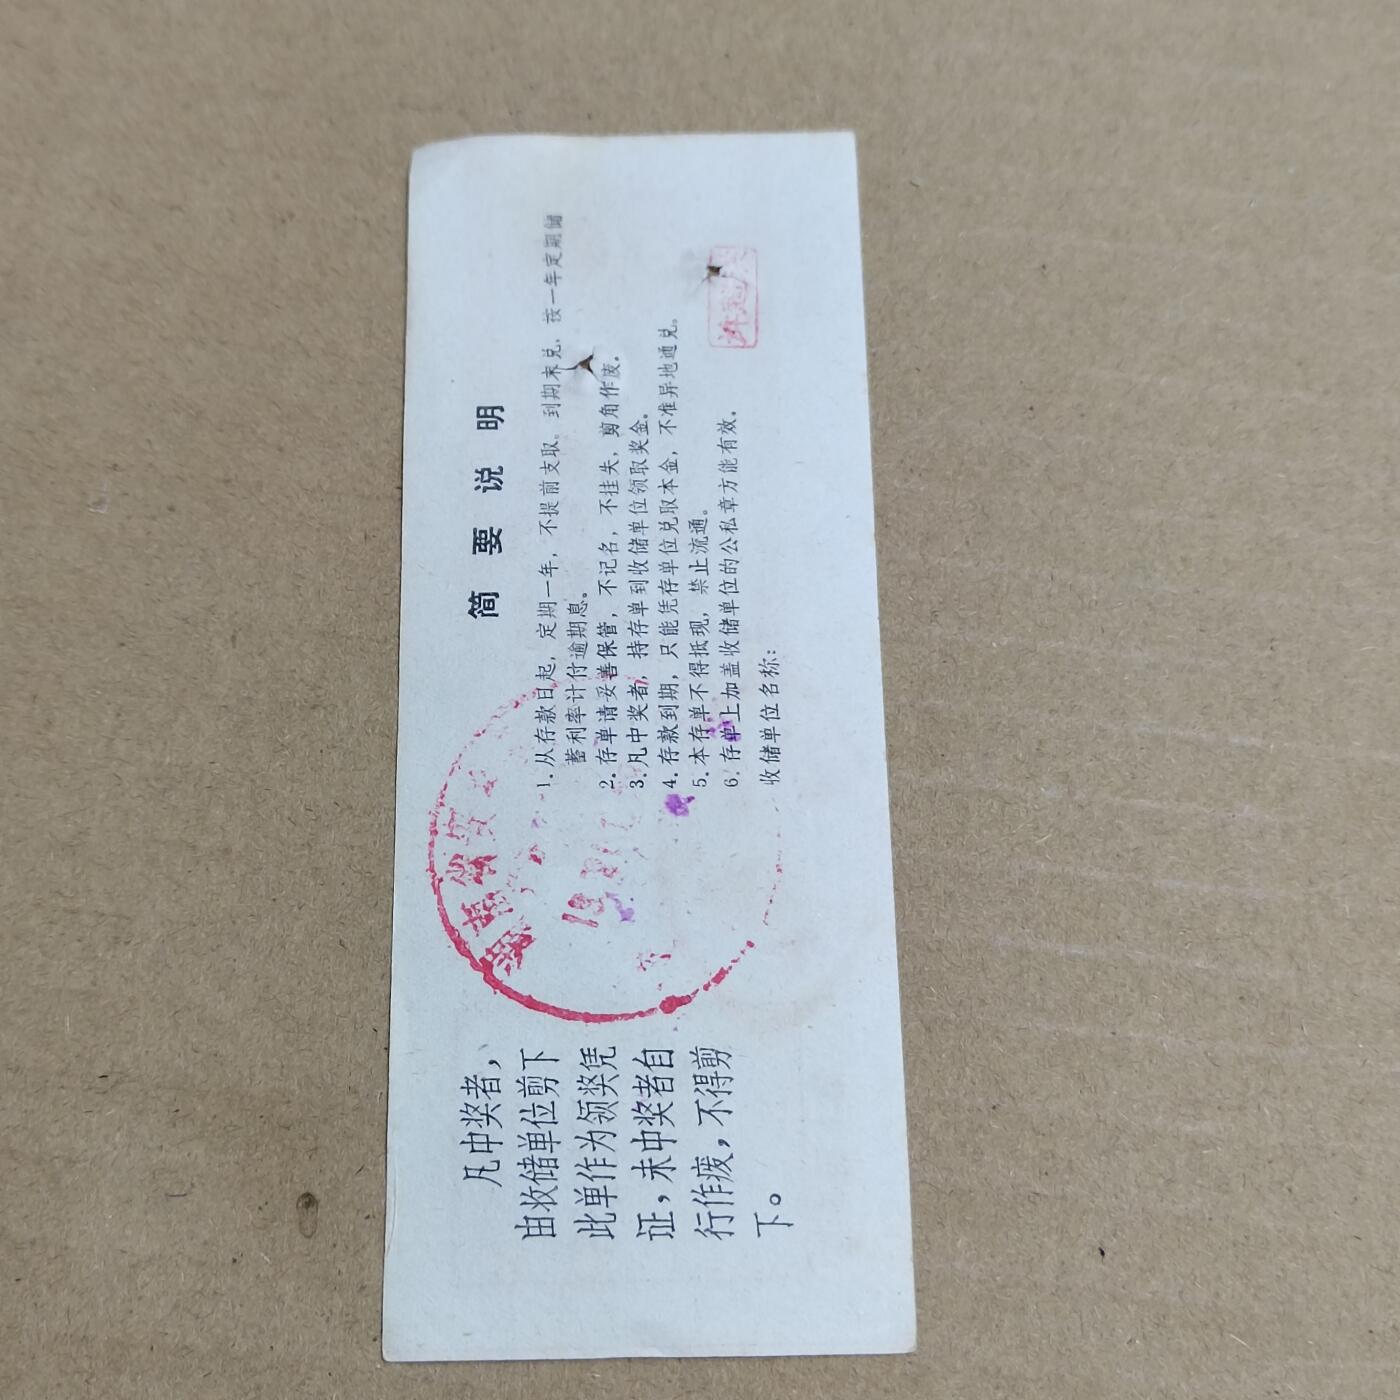 凡中奖者，
由收储单位剪下
此单作为领奖凭
证，未中奖者自
行作废，不得剪
下。
简要说明
1．从存款日起，定期一年，不提前支取。到期未兑，按一年定期储
蓄利率计付逾期息。
2．存单请妥善保管，不记名，不挂失，剪角作废。
3．凡中奖者，持存单到收储单位领取奖金。
4．存款到期，只能凭存单位兑取本金，不准异地通兑。
5．本存单不得抵现，禁止流通。
6．存单上加盖收储单位的公私章方能有效。
收储单位名称：